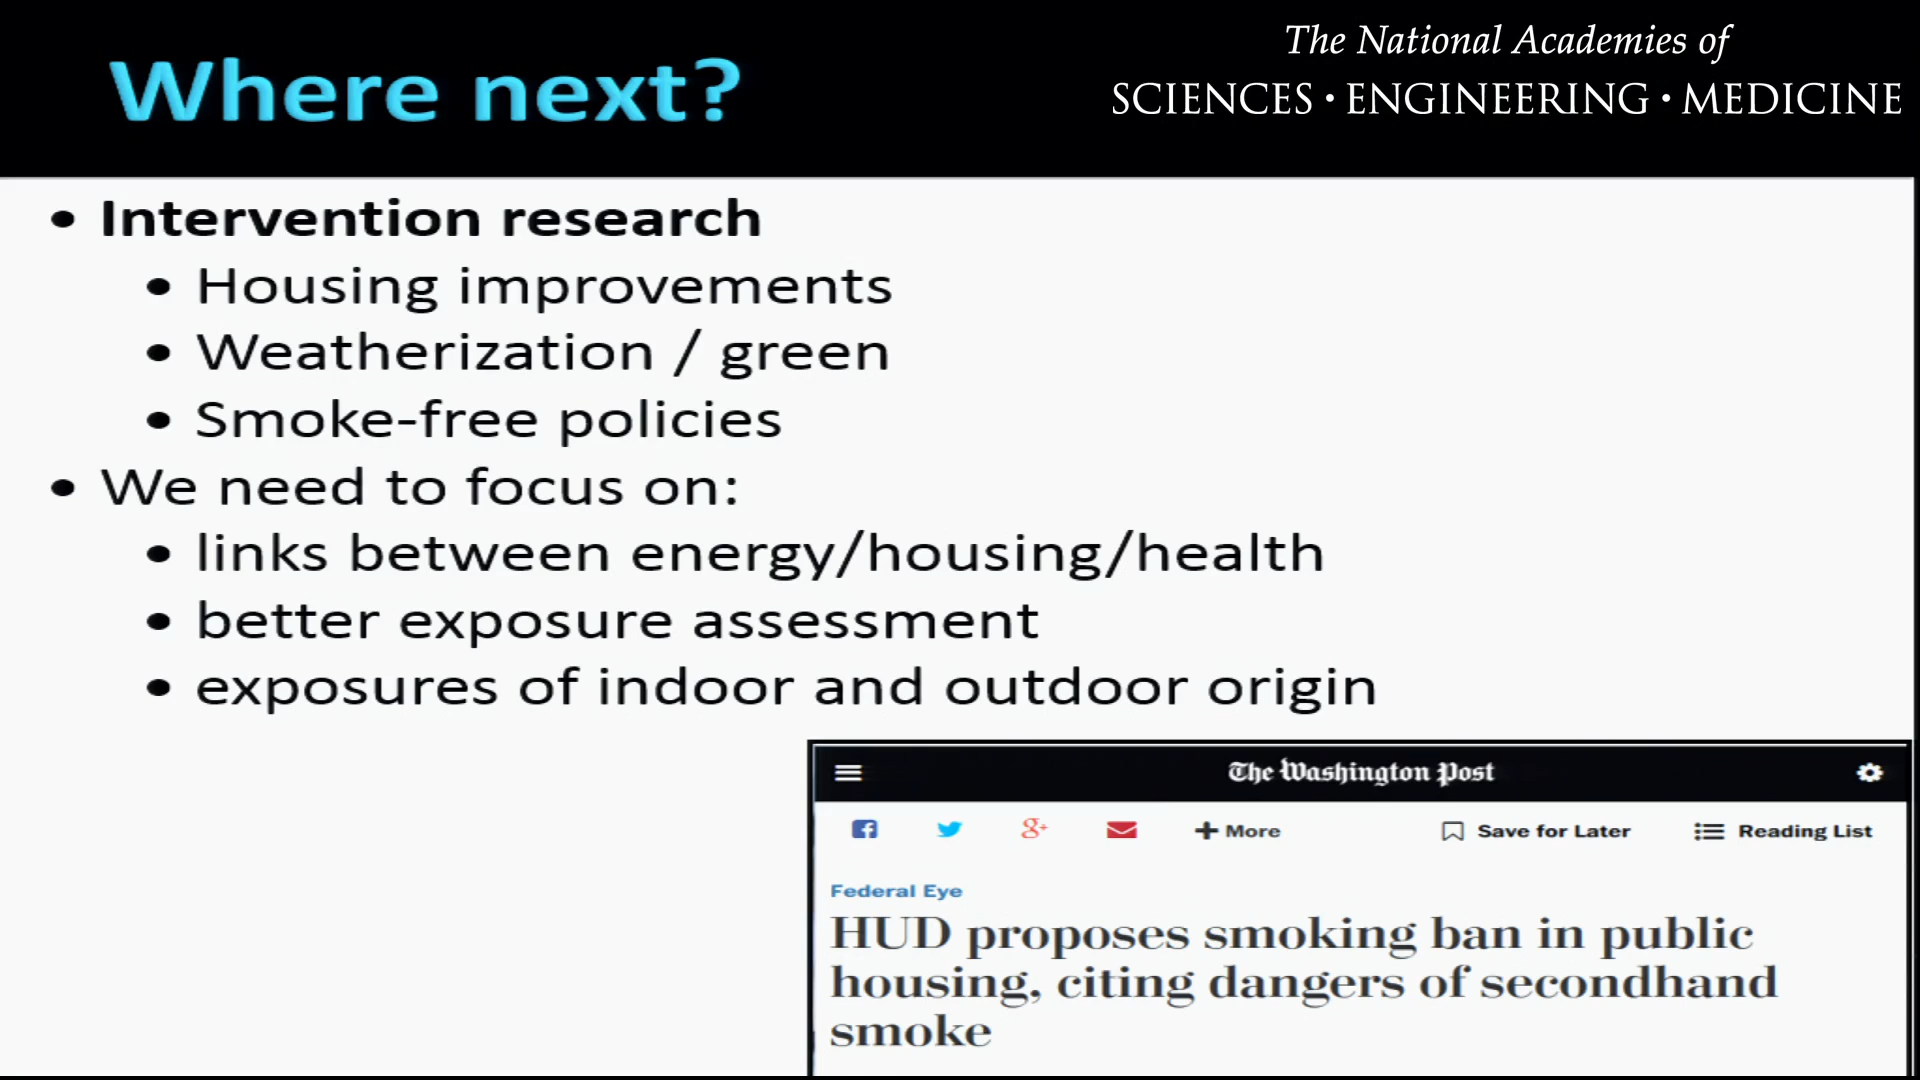 Where next?
The National Academies of
SCIENCES • ENGINEERING • MEDICINE
• Intervention research
• Housing improvements
• Weatherization / green
• Smoke-free policies
• We need to focus on:
• links between energy/housing/health
• better exposure assessment
• exposures of indoor and outdoor origin
The Washington Post
g+ + More Save for Later Reading List
Federal Eye
HUD proposes smoking ban in public
housing, citing dangers of secondhand
smoke